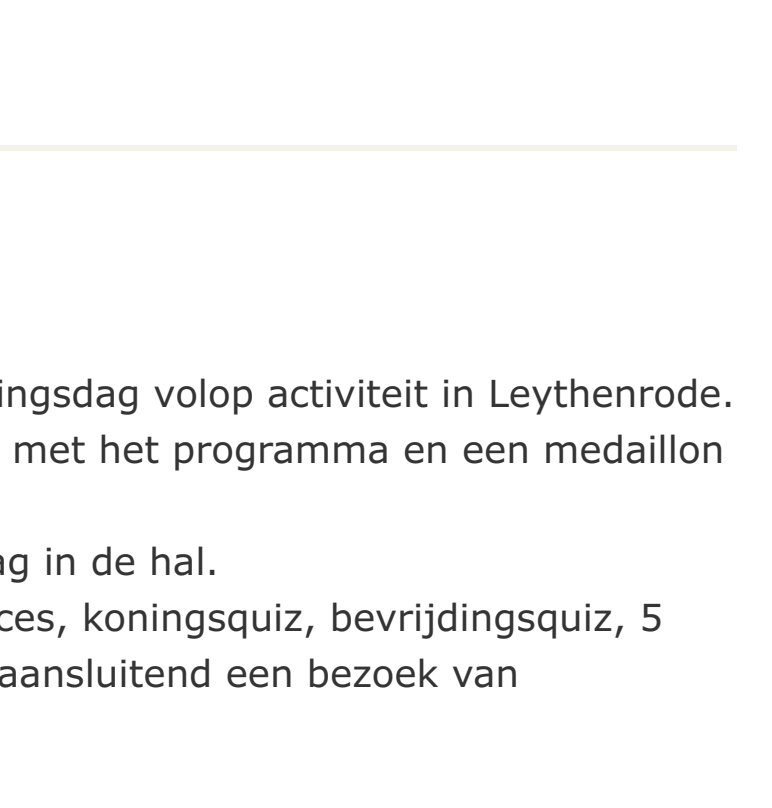 ingsdag volop activiteit in Leythenrode.
met het programma en een medaillon
ag in de hal.
ces, koningsquiz, bevrijdingsquiz, 5
aansluitend een bezoek van